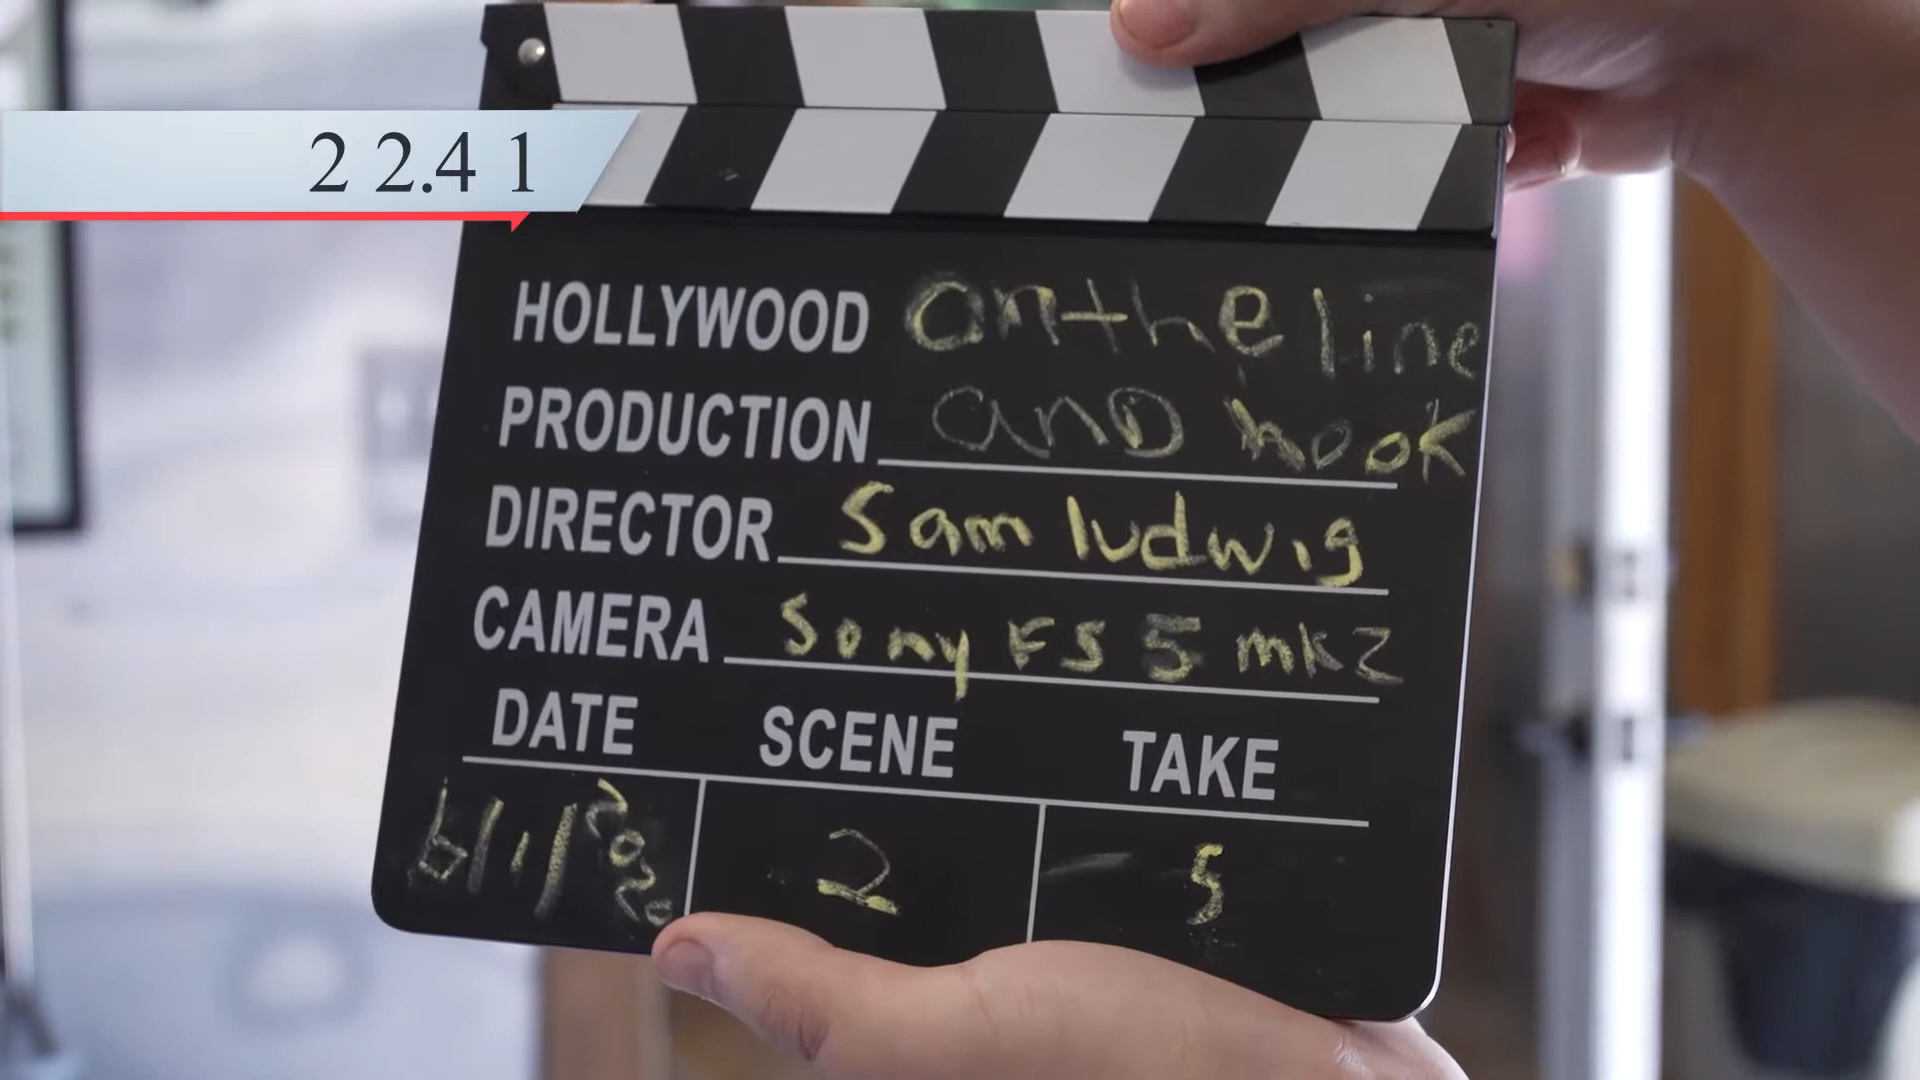 2 2.4 1
HOLLYWOOD on the line
PRODUCTION and hook
DIRECTOR Sam ludwig
CAMERA Sony FS 5 mk2
DATE SCENE TAKE
6/1/2020 2 5